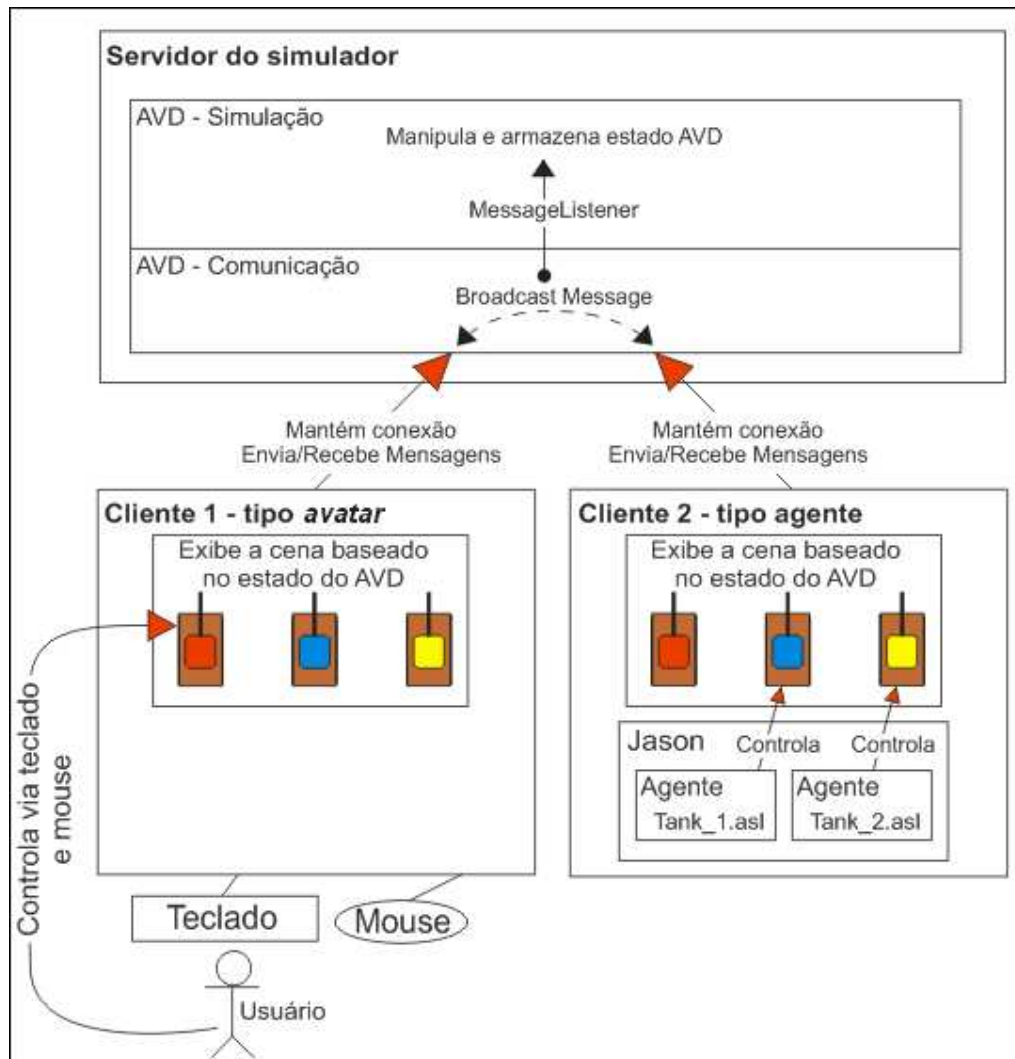 Servidor do simulador
AVD - Simulação
Manipula e armazena estado AVD
MessageListener
AVD - Comunicação
Broadcast Message
Mantém conexão
Envia/Recebe Mensagens
Mantém conexão
Envia/Recebe Mensagens
Cliente 1 - tipo avatar
Exibe a cena baseado
no estado do AVD
Cliente 2 - tipo agente
Exibe a cena baseado
no estado do AVD
Jason
Controla
Controla
Agente
Tank_1.asl
Agente
Tank_2.asl
Controla via teclado
e mouse
Teclado
Mouse
Usuário